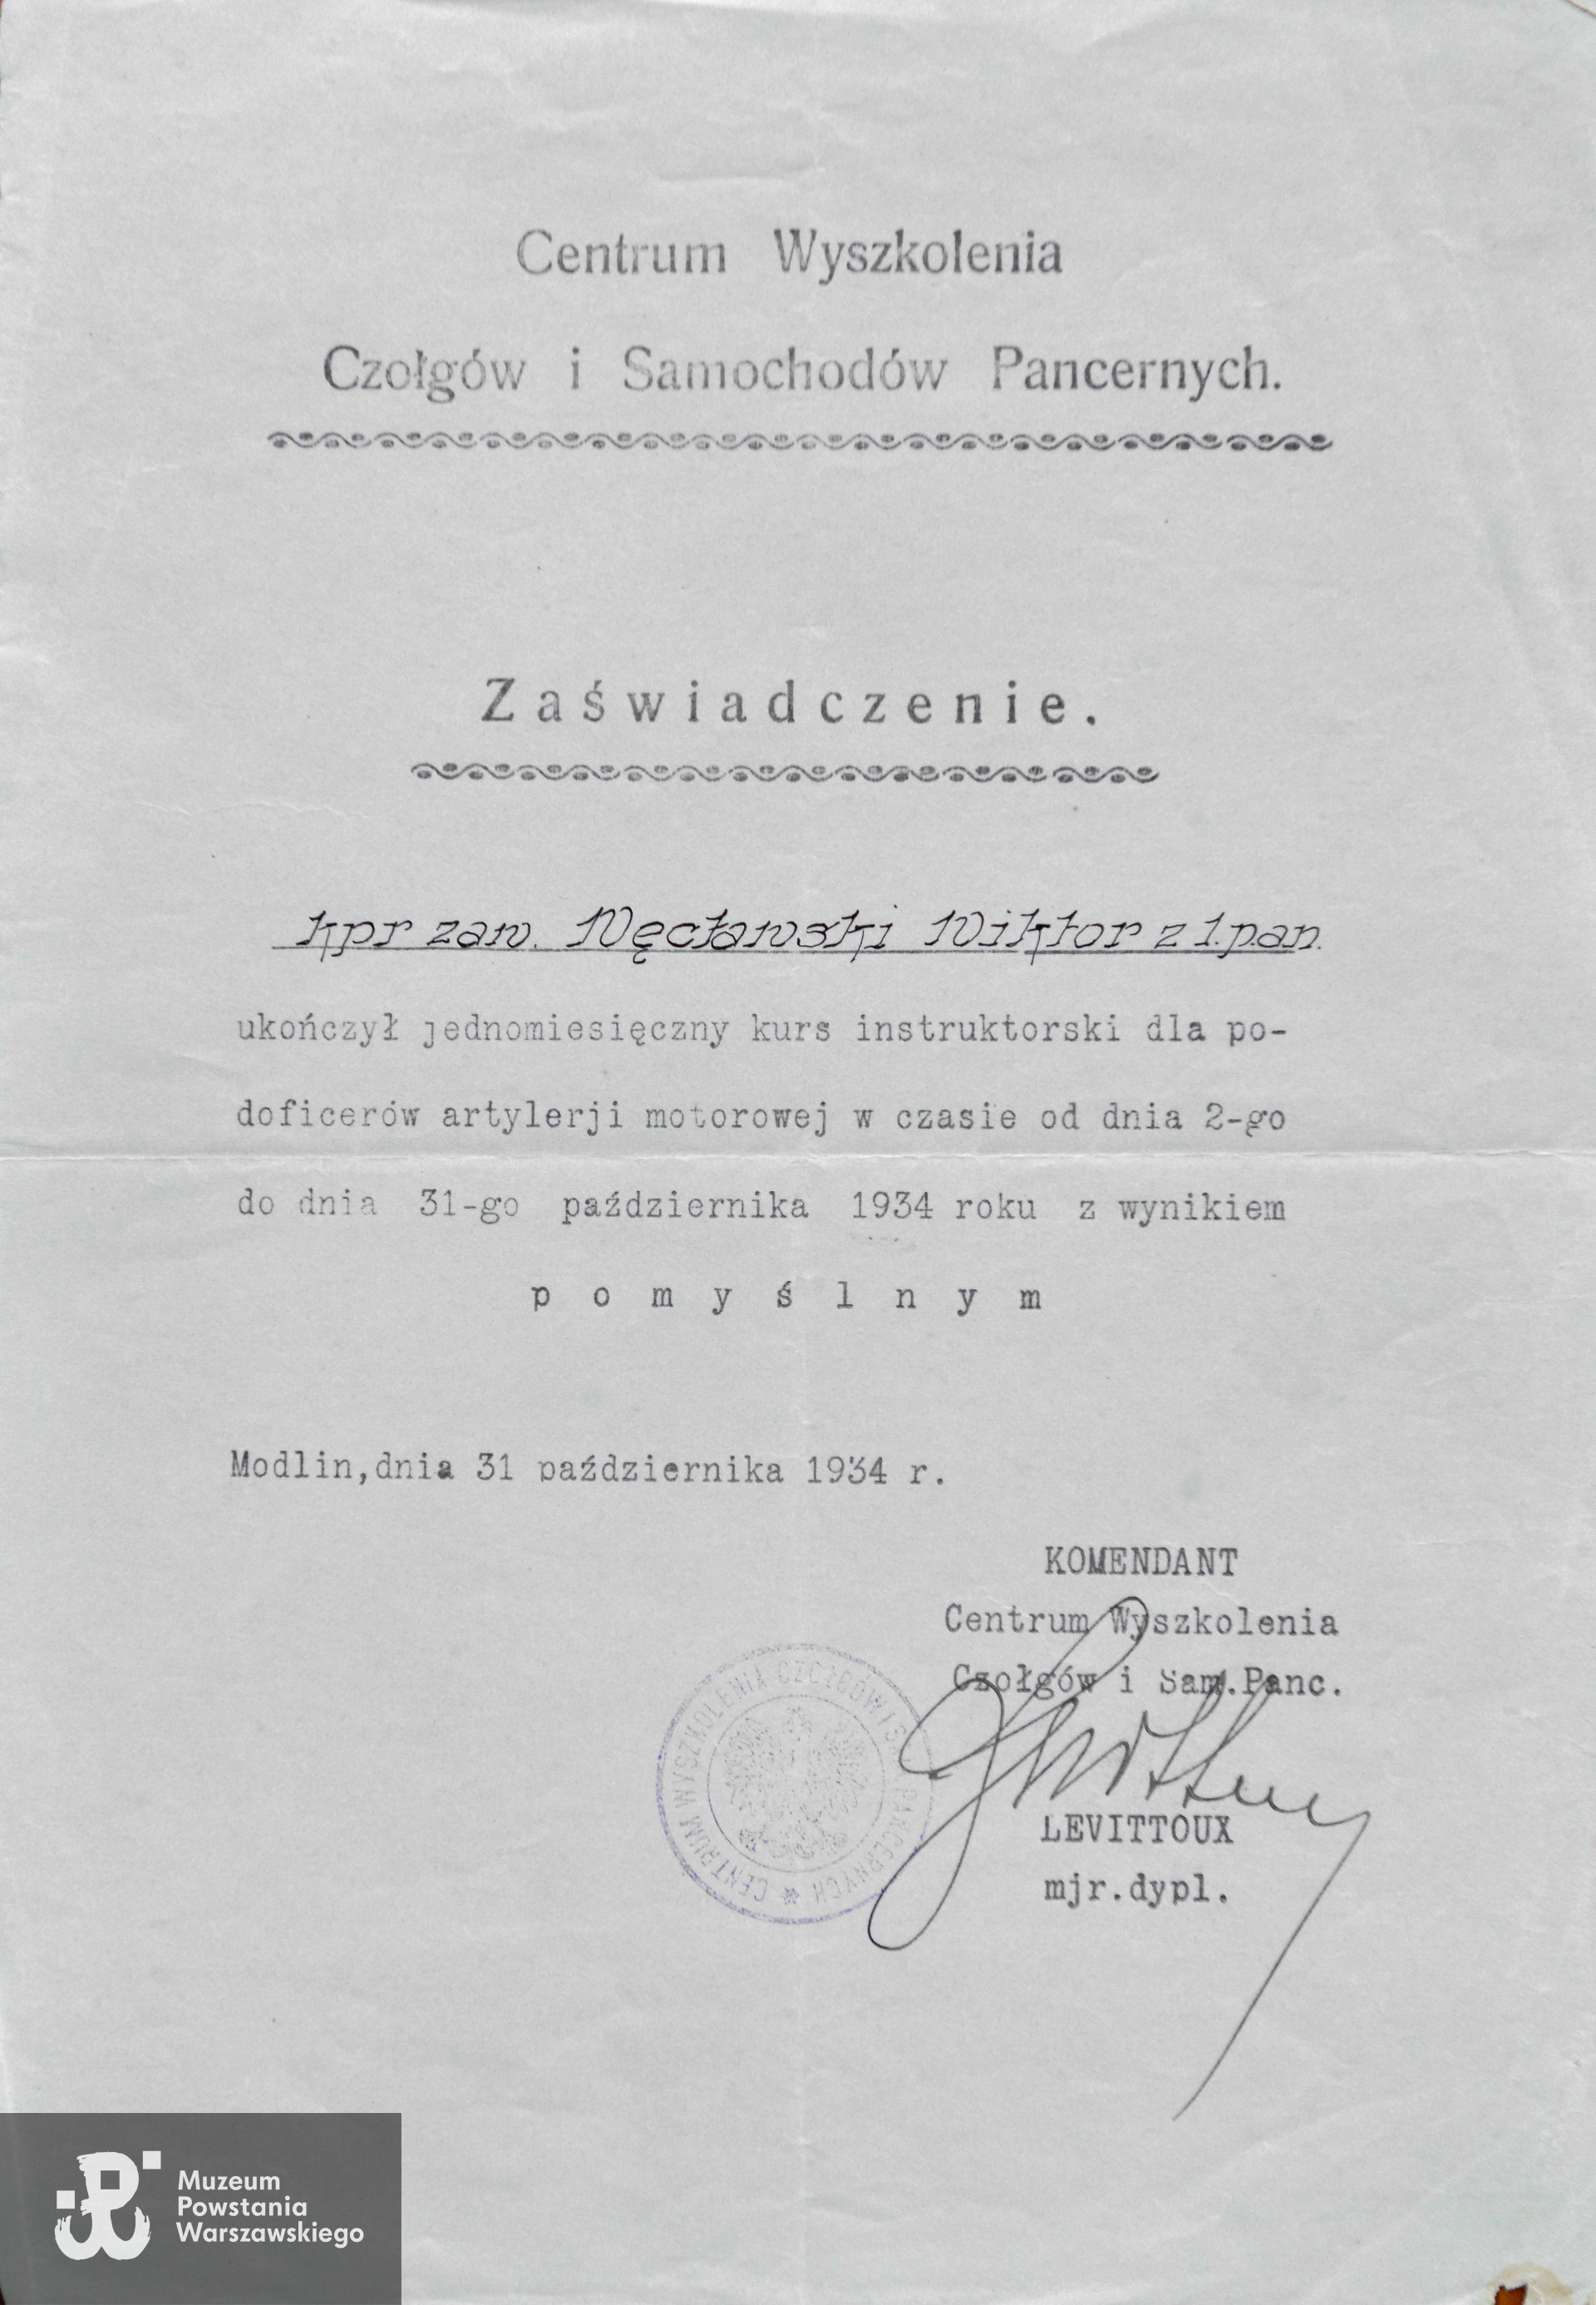 Centrum Wyszkolenia
Czołgów i Samochodów Pancernych.
Zaświadczenie.
kpr zaw. Węcławski Wiktor z 1.p.an.
ukończył jednomiesięczny kurs instruktorski dla po-
doficerów artylerji motorowej w czasie od dnia 2-go
do dnia 31-go października 1934 roku z wynikiem
pomyślnym
Modlin, dnia 31 października 1934 r.
KOMENDANT
Centrum Wyszkolenia
Czołgów i Sam.Panc.
LEVITTOUX
mjr.dypl.
CENTRUM WYSZKOLENIA CZOŁGÓW I S PANCERNYCH
Muzeum
Powstania
Warszawskiego